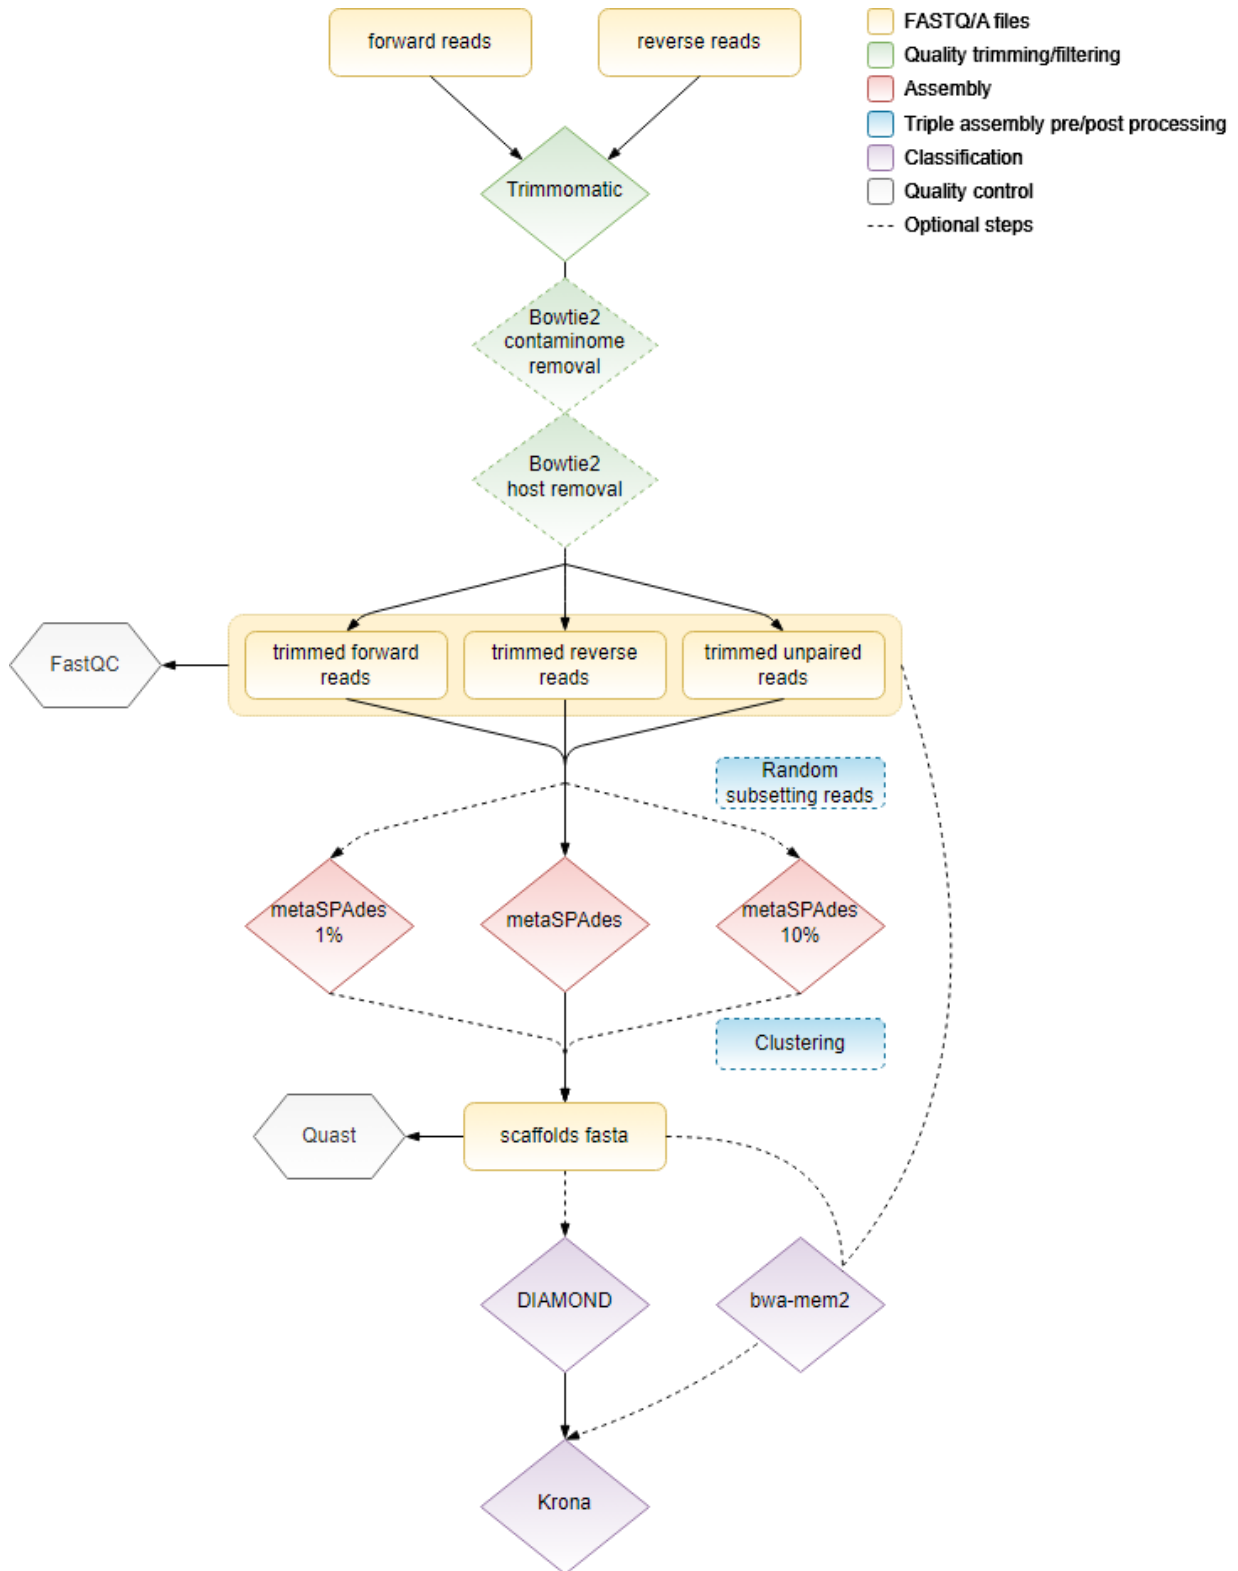 forward reads
reverse reads
FASTQ/A files
Quality trimming/filtering
Assembly
Triple assembly pre/post processing
Classification
Quality control
Optional steps
Trimmomatic
Bowtie2
contaminome
removal
Bowtie2
host removal
FastQC
trimmed forward
reads
trimmed reverse
reads
trimmed unpaired
reads
Random
subsetting reads
metaSPAdes
1%
metaSPAdes
metaSPAdes
10%
Clustering
Quast
scaffolds fasta
DIAMOND
bwa-mem2
Krona